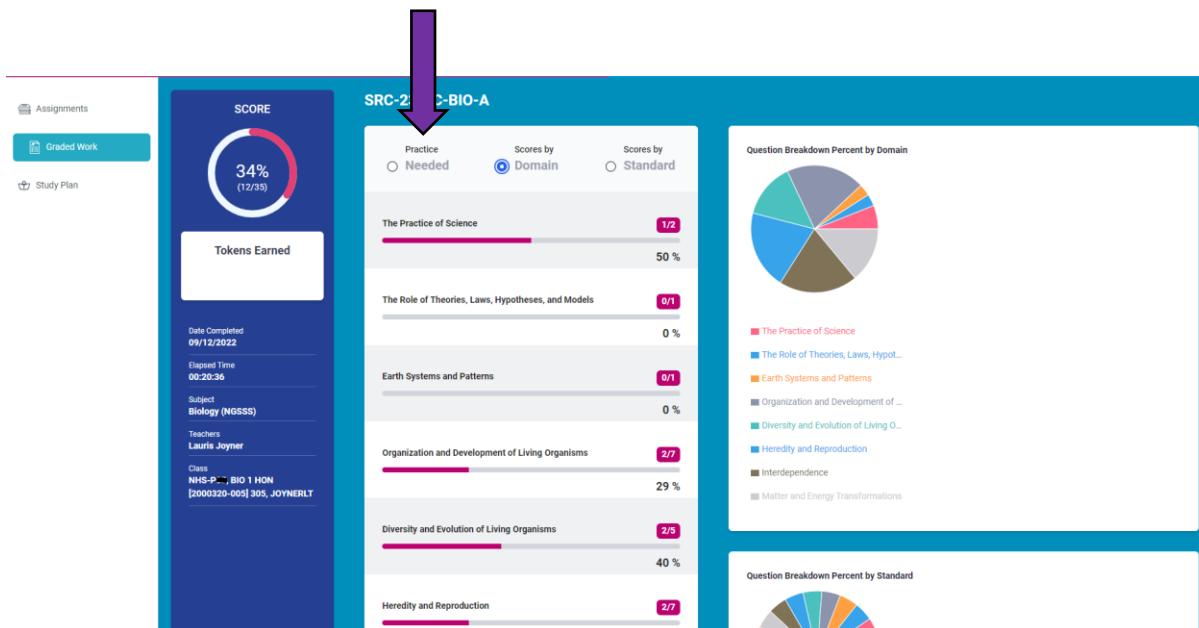 Assignments
Graded Work
Study Plan
SCORE
34%
(12/35)
Tokens Earned
Date Completed
09/12/2022
Elapsed Time
00:20:36
Subject
Biology (NGSSS)
Teachers
Lauris Joyner
Class
BIO 1 HON
[2000320-005] 305, JOYNERLT
Practice
Needed
Scores by
Domain
Scores by
Standard
The Practice of Science
1/2
50 %
The Role of Theories, Laws, Hypotheses, and Models
0/1
0 %
Earth Systems and Patterns
0/1
0 %
Organization and Development of Living Organisms
2/7
29 %
Diversity and Evolution of Living Organisms
2/5
40 %
Heredity and Reproduction
2/7
Question Breakdown Percent by Domain
The Practice of Science
The Role of Theories, Laws, Hypot...
Earth Systems and Patterns
Organization and Development of ...
Diversity and Evolution of Living O...
Heredity and Reproduction
Interdependence
Matter and Energy Transformations
Question Breakdown Percent by Standard